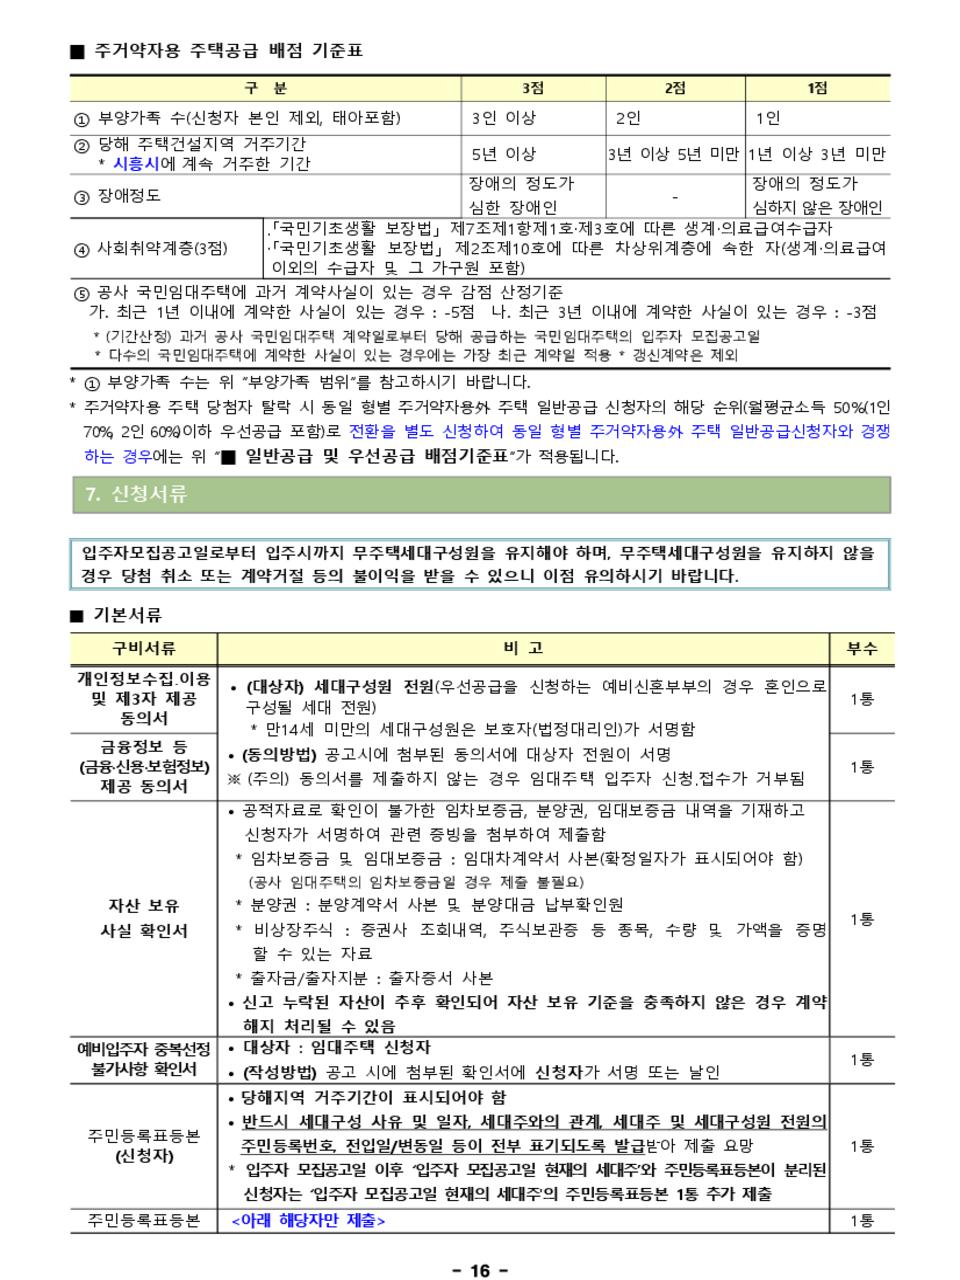 ■ 주거약자용 주택공급 배점 기준표
구 분 3점 2점 1점
① 부양가족 수(신청자 본인 제외, 태아포함) 3인 이상 2인 1인
② 당해 주택건설지역 거주기간
* 시흥시에 계속 거주한 기간
5년 이상 3년 이상 5년 미만 1년 이상 3년 미만
③ 장애정도
장애의 정도가
심한 장애인
-
장애의 정도가
심하지 않은 장애인
④ 사회취약계층(3점)
.「국민기초생활 보장법」 제7조제1항제1호·제3호에 따른 생계·의료급여수급자
·「국민기초생활 보장법」 제2조제10호에 따른 차상위계층에 속한 자(생계·의료급여
이외의 수급자 및 그 가구원 포함)
⑤ 공사 국민임대주택에 과거 계약사실이 있는 경우 감점 산정기준
가. 최근 1년 이내에 계약한 사실이 있는 경우 : -5점 나. 최근 3년 이내에 계약한 사실이 있는 경우 : -3점
* (기간산정) 과거 공사 국민임대주택 계약일로부터 당해 공급하는 국민임대주택의 입주자 모집공고일
* 다수의 국민임대주택에 계약한 사실이 있는 경우에는 가장 최근 계약일 적용 * 갱신계약은 제외
* ① 부양가족 수는 위 "부양가족 범위"를 참고하시기 바랍니다.
* 주거약자용 주택 당첨자 탈락 시 동일 형별 주거약자용外 주택 일반공급 신청자의 해당 순위(월평균소득 50%(1인
70%, 2인 60%)이하 우선공급 포함)로 전환을 별도 신청하여 동일 형별 주거약자용外 주택 일반공급신청자와 경쟁
하는 경우에는 위 "■ 일반공급 및 우선공급 배점기준표"가 적용됩니다.
7. 신청서류
입주자모집공고일로부터 입주시까지 무주택세대구성원을 유지해야 하며, 무주택세대구성원을 유지하지 않을
경우 당첨 취소 또는 계약거절 등의 불이익을 받을 수 있으니 이점 유의하시기 바랍니다.
■ 기본서류
구비서류 비 고 부수
개인정보수집.이용
및 제3자 제공
동의서
1통
금융정보 등
(금융·신용·보험정보)
제공 동의서
1통
• (대상자) 세대구성원 전원(우선공급을 신청하는 예비신혼부부의 경우 혼인으로
구성될 세대 전원)
* 만14세 미만의 세대구성원은 보호자(법정대리인)가 서명함
• (동의방법) 공고시에 첨부된 동의서에 대상자 전원이 서명
※ (주의) 동의서를 제출하지 않는 경우 임대주택 입주자 신청.접수가 거부됨
자산 보유
사실 확인서
• 공적자료로 확인이 불가한 임차보증금, 분양권, 임대보증금 내역을 기재하고
신청자가 서명하여 관련 증빙을 첨부하여 제출함
* 임차보증금 및 임대보증금 : 임대차계약서 사본(확정일자가 표시되어야 함)
(공사 임대주택의 임차보증금일 경우 제출 불필요)
* 분양권 : 분양계약서 사본 및 분양대금 납부확인원
* 비상장주식 : 증권사 조회내역, 주식보관증 등 종목, 수량 및 가액을 증명
할 수 있는 자료
* 출자금/출자지분 : 출자증서 사본
• 신고 누락된 자산이 추후 확인되어 자산 보유 기준을 충족하지 않은 경우 계약
해지 처리될 수 있음
1통
예비입주자 중복선정
불가사항 확인서
• 대상자 : 임대주택 신청자
• (작성방법) 공고 시에 첨부된 확인서에 신청자가 서명 또는 날인
1통
주민등록표등본
(신청자)
• 당해지역 거주기간이 표시되어야 함
• 반드시 세대구성 사유 및 일자, 세대주와의 관계, 세대주 및 세대구성원 전원의
주민등록번호, 전입일/변동일 등이 전부 표기되도록 발급받아 제출 요망
* 입주자 모집공고일 이후 '입주자 모집공고일 현재의 세대주'와 주민등록표등본이 분리된
신청자는 '입주자 모집공고일 현재의 세대주'의 주민등록표등본 1통 추가 제출
1통
주민등록표등본 <아래 해당자만 제출> 1통
- 16 -